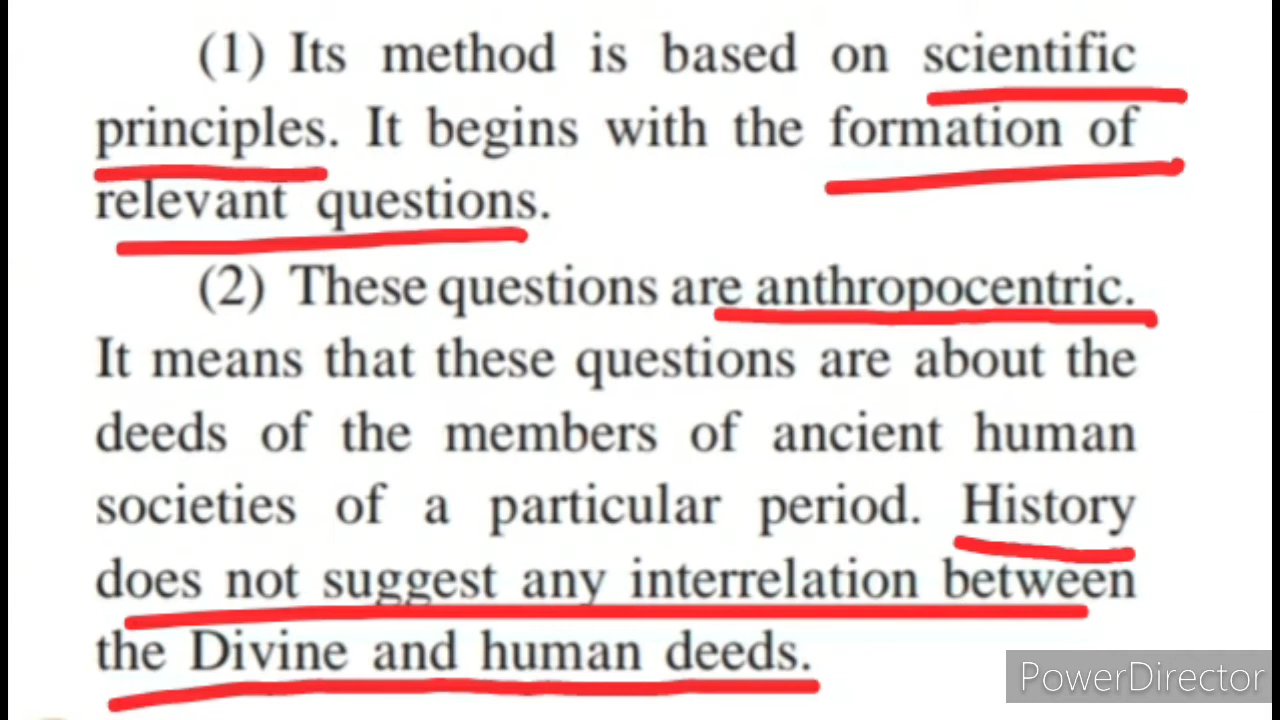 (1) Its method is based on scientific
principles. It begins with the formation of
relevant questions.
(2) These questions are anthropocentric.
It means that these questions are about the
deeds of the members of ancient human
societies of a particular period. History
does not suggest any interrelation between
the Divine and human deeds.
PowerDirector